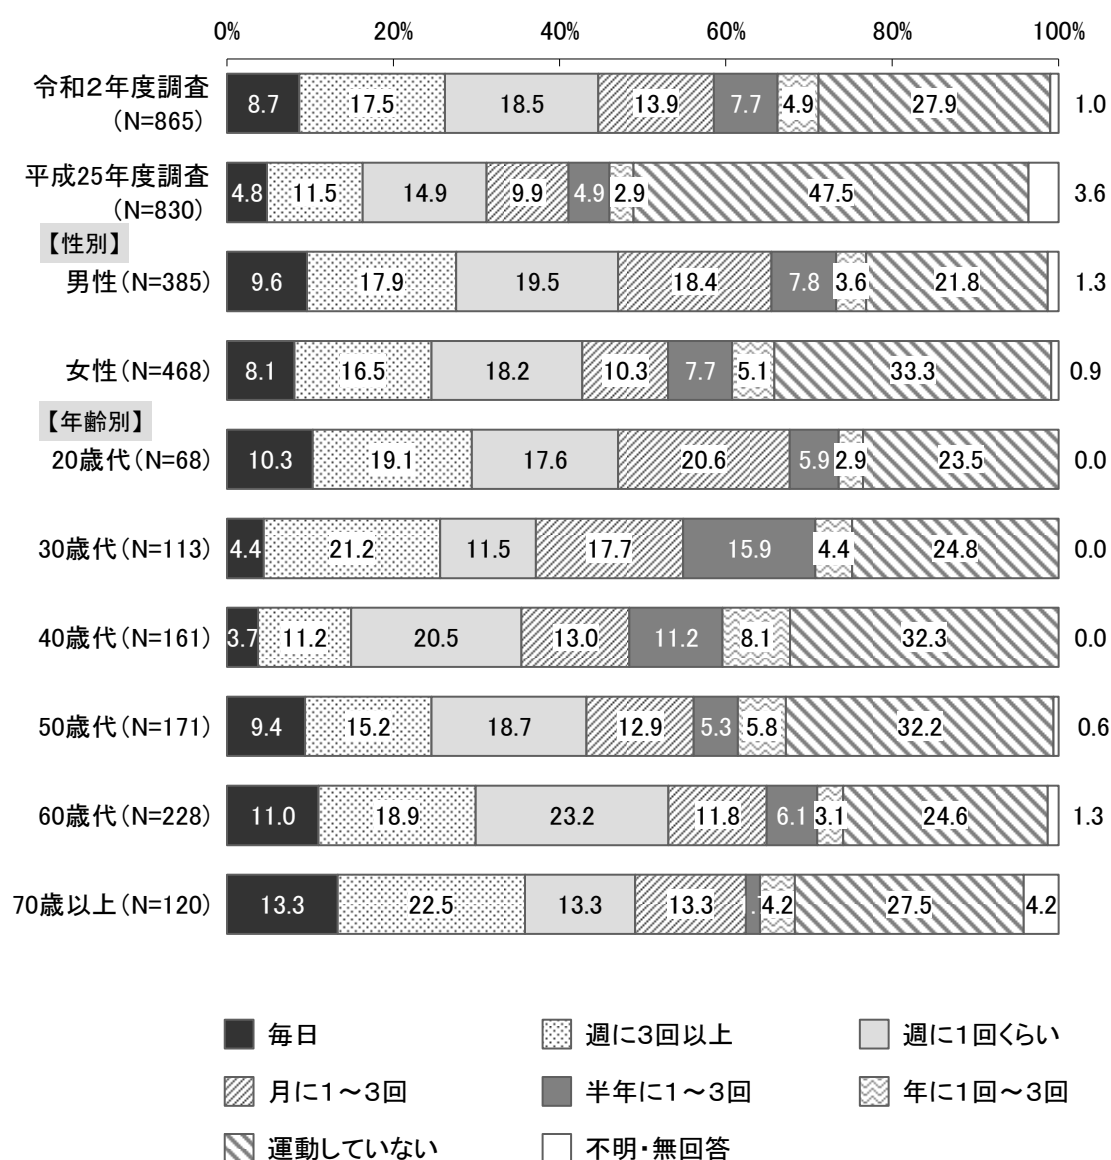 0% 20% 40% 60% 80% 100%
令和２年度調査
(N=865)
8.7 17.5 18.5 13.9 7.7 4.9 27.9 1.0
平成25年度調査
(N=830)
4.8 11.5 14.9 9.9 4.9 2.9 47.5 3.6
【性別】
男性(N=385) 9.6 17.9 19.5 18.4 7.8 3.6 21.8 1.3
女性(N=468) 8.1 16.5 18.2 10.3 7.7 5.1 33.3 0.9
【年齢別】
20歳代(N=68) 10.3 19.1 17.6 20.6 5.9 2.9 23.5 0.0
30歳代(N=113) 4.4 21.2 11.5 17.7 15.9 4.4 24.8 0.0
40歳代(N=161) 3.7 11.2 20.5 13.0 11.2 8.1 32.3 0.0
50歳代(N=171) 9.4 15.2 18.7 12.9 5.3 5.8 32.2 0.6
60歳代(N=228) 11.0 18.9 23.2 11.8 6.1 3.1 24.6 1.3
70歳以上(N=120) 13.3 22.5 13.3 13.3 4.2 27.5 4.2
毎日 週に３回以上 週に１回くらい
月に１～３回 半年に１～３回 年に１回～３回
運動していない 不明・無回答